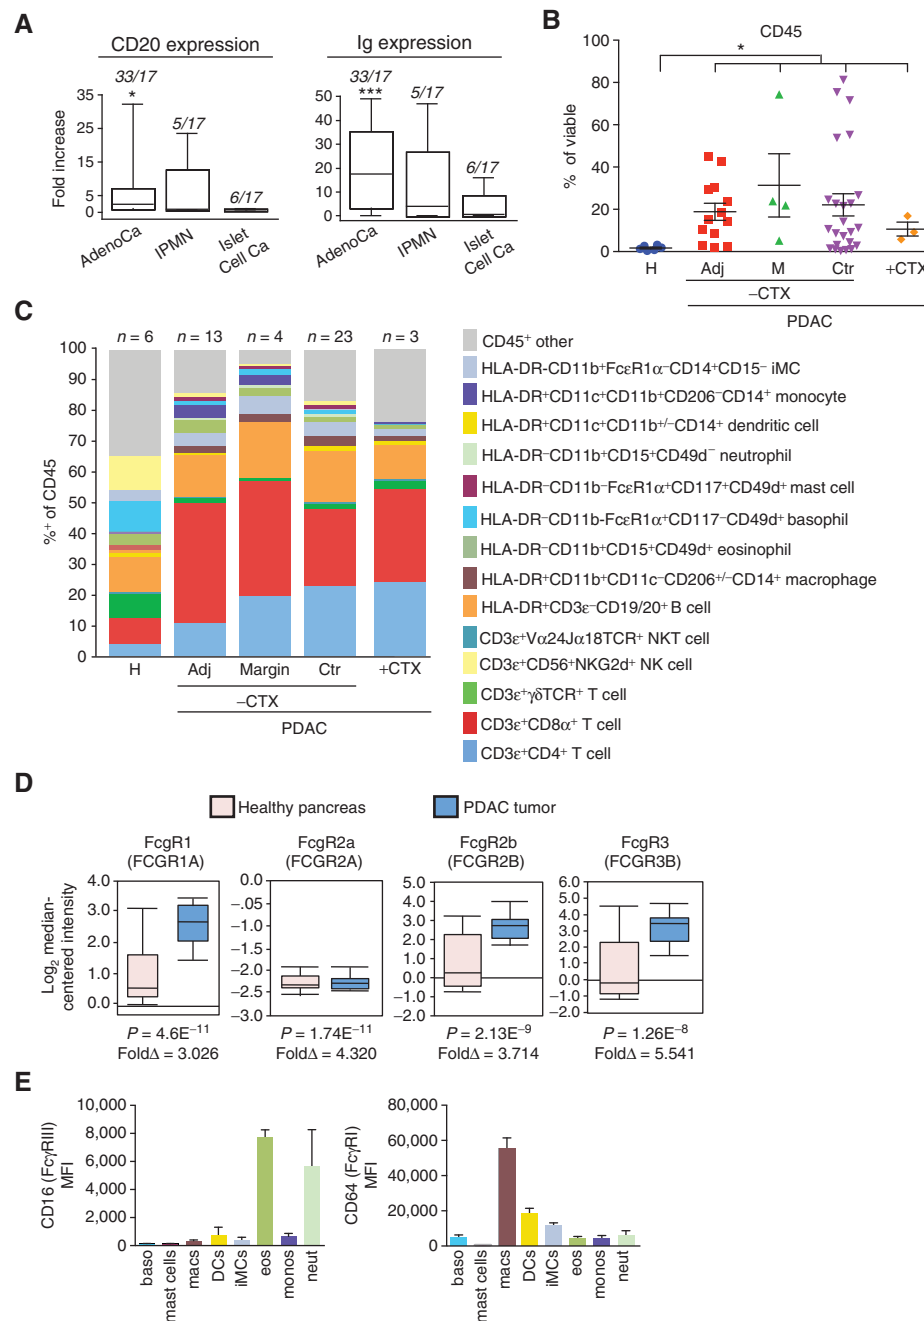 A
CD20 expression
Ig expression
33/17
*
5/17
6/17
33/17
***
5/17
6/17
Fold increase
35
25
15
5
0
50
40
30
20
10
0
AdenoCa
IPMN
Islet
Cell Ca
AdenoCa
IPMN
Islet
Cell Ca
B
CD45
*
% of viable
100
80
60
40
20
0
H
Adj
M
Ctr
+CTX
–CTX
PDAC
C
n = 6
n = 13
n = 4
n = 23
n = 3
%⁺ of CD45
100
90
80
70
60
50
40
30
20
10
0
H
Adj
Margin
Ctr
+CTX
–CTX
PDAC
CD45⁺ other
HLA-DR-CD11b⁺FcεR1α⁻CD14⁺CD15⁻ iMC
HLA-DR⁺CD11c⁺CD11b⁺CD206⁻CD14⁺ monocyte
HLA-DR⁺CD11c⁺CD11b⁺/⁻CD14⁺ dendritic cell
HLA-DR⁻CD11b⁺CD15⁺CD49d⁻ neutrophil
HLA-DR⁻CD11b⁻FcεR1α⁺CD117⁺CD49d⁺ mast cell
HLA-DR⁻CD11b-FcεR1α⁺CD117⁻CD49d⁺ basophil
HLA-DR⁻CD11b⁺CD15⁺CD49d⁺ eosinophil
HLA-DR⁺CD11b⁺CD11c⁻CD206⁺/⁻CD14⁺ macrophage
HLA-DR⁺CD3ε⁻CD19/20⁺ B cell
CD3ε⁺Vα24Jα18TCR⁺ NKT cell
CD3ε⁺CD56⁺NKG2d⁺ NK cell
CD3ε⁺γδTCR⁺ T cell
CD3ε⁺CD8α⁺ T cell
CD3ε⁺CD4⁺ T cell
D
Healthy pancreas
PDAC tumor
FcgR1
(FCGR1A)
FcgR2a
(FCGR2A)
FcgR2b
(FCGR2B)
FcgR3
(FCGR3B)
Log₂ median-
centered intensity
4.0
3.0
2.0
1.0
0.0
0.0
–.05
–1.0
–1.5
–2.0
–2.5
–3.0
5.0
4.0
3.0
2.0
1.0
0.0
–1.0
–2.0
6.0
5.0
4.0
3.0
2.0
1.0
0.0
–1.0
–2.0
P = 4.6E⁻¹¹
FoldΔ = 3.026
P = 1.74E⁻¹¹
FoldΔ = 4.320
P = 2.13E⁻⁹
FoldΔ = 3.714
P = 1.26E⁻⁸
FoldΔ = 5.541
E
CD16 (FcγRIII)
MFI
10,000
8,000
6,000
4,000
2,000
0
baso
mast cells
macs
DCs
iMCs
eos
monos
neut
CD64 (FcγRI)
MFI
80,000
60,000
40,000
20,000
0
baso
mast cells
macs
DCs
iMCs
eos
monos
neut